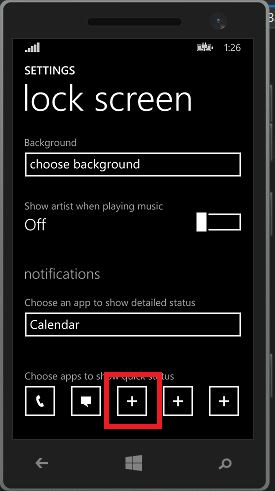 1:26
SETTINGS
lock screen
Background
choose background
Show artist when playing music
Off
notifications
Choose an app to show detailed status
Calendar
Choose apps to show quick status